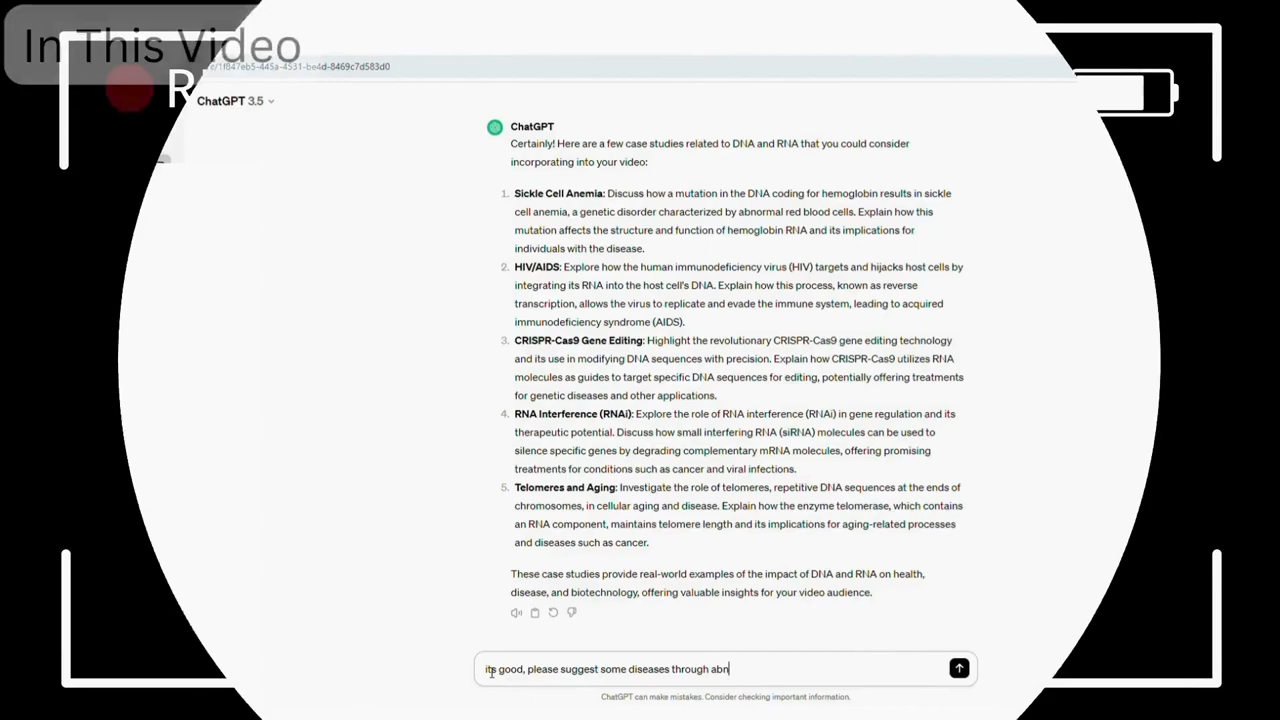 In This Video
R
c/1f847eb5-445a-4531-be4d-8469c7d583d0
ChatGPT 3.5
ChatGPT
Certainly! Here are a few case studies related to DNA and RNA that you could consider
incorporating into your video:
1. Sickle Cell Anemia: Discuss how a mutation in the DNA coding for hemoglobin results in sickle
cell anemia, a genetic disorder characterized by abnormal red blood cells. Explain how this
mutation affects the structure and function of hemoglobin RNA and its implications for
individuals with the disease.
2. HIV/AIDS: Explore how the human immunodeficiency virus (HIV) targets and hijacks host cells by
integrating its RNA into the host cell's DNA. Explain how this process, known as reverse
transcription, allows the virus to replicate and evade the immune system, leading to acquired
immunodeficiency syndrome (AIDS).
3. CRISPR-Cas9 Gene Editing: Highlight the revolutionary CRISPR-Cas9 gene editing technology
and its use in modifying DNA sequences with precision. Explain how CRISPR-Cas9 utilizes RNA
molecules as guides to target specific DNA sequences for editing, potentially offering treatments
for genetic diseases and other applications.
4. RNA Interference (RNAi): Explore the role of RNA interference (RNAi) in gene regulation and its
therapeutic potential. Discuss how small interfering RNA (siRNA) molecules can be used to
silence specific genes by degrading complementary mRNA molecules, offering promising
treatments for conditions such as cancer and viral infections.
5. Telomeres and Aging: Investigate the role of telomeres, repetitive DNA sequences at the ends of
chromosomes, in cellular aging and disease. Explain how the enzyme telomerase, which contains
an RNA component, maintains telomere length and its implications for aging-related processes
and diseases such as cancer.
These case studies provide real-world examples of the impact of DNA and RNA on health,
disease, and biotechnology, offering valuable insights for your video audience.
its good, please suggest some diseases through abn
ChatGPT can make mistakes. Consider checking important information.